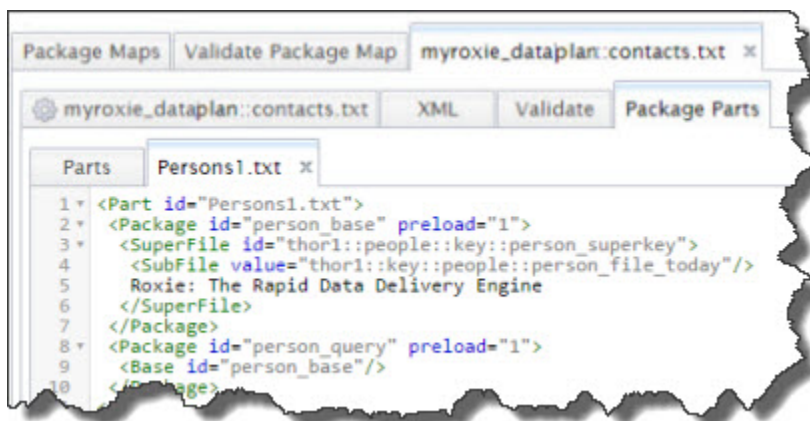 Package Maps Validate Package Map myroxie_dataplan::contacts.txt ×
myroxie_dataplan::contacts.txt XML Validate Package Parts
Parts Persons1.txt ×
1 <Part id="Persons1.txt">
2 <Package id="person_base" preload="1">
3 <SuperFile id="thor1::people::key::person_superkey">
4 <SubFile value="thor1::key::people::person_file_today"/>
5 Roxie: The Rapid Data Delivery Engine
6 </SuperFile>
7 </Package>
8 <Package id="person_query" preload="1">
9 <Base id="person_base"/>
10